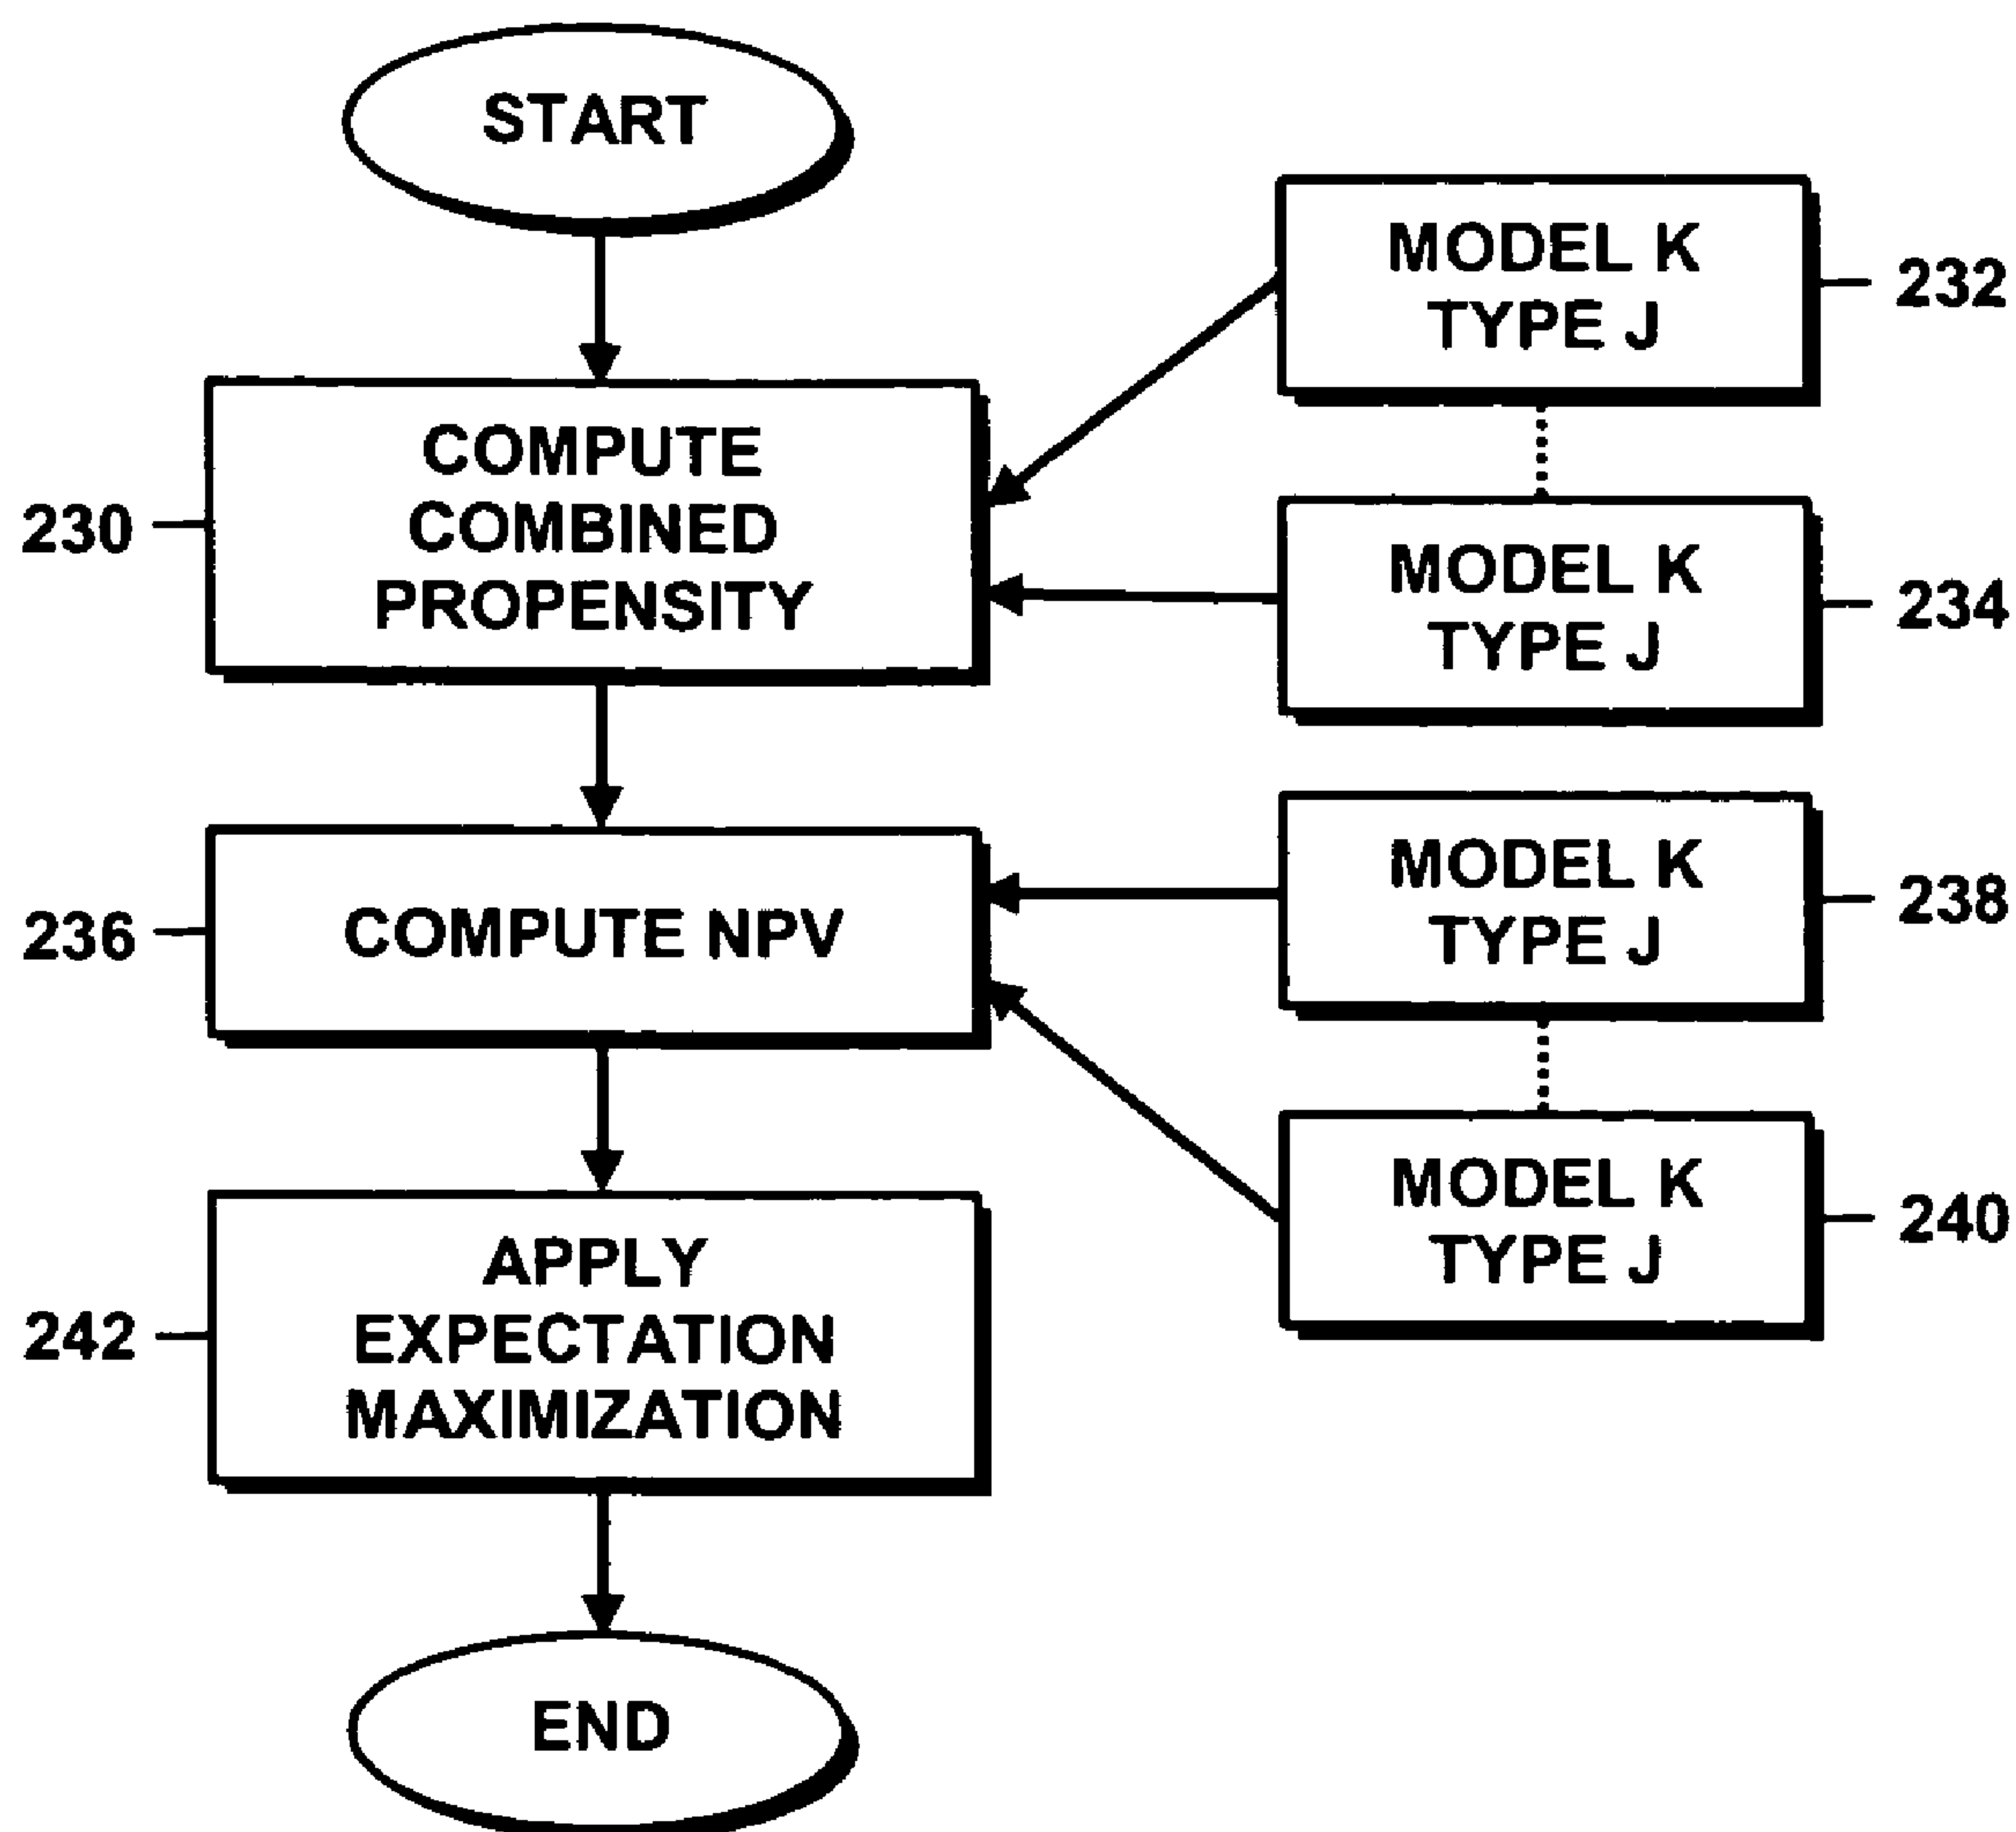 START
MODEL K
TYPE J
232
COMPUTE
COMBINED
PROPENSITY
230
MODEL K
TYPE J
234
COMPUTE NPV
236
MODEL K
TYPE J
238
MODEL K
TYPE J
240
APPLY
EXPECTATION
MAXIMIZATION
242
END